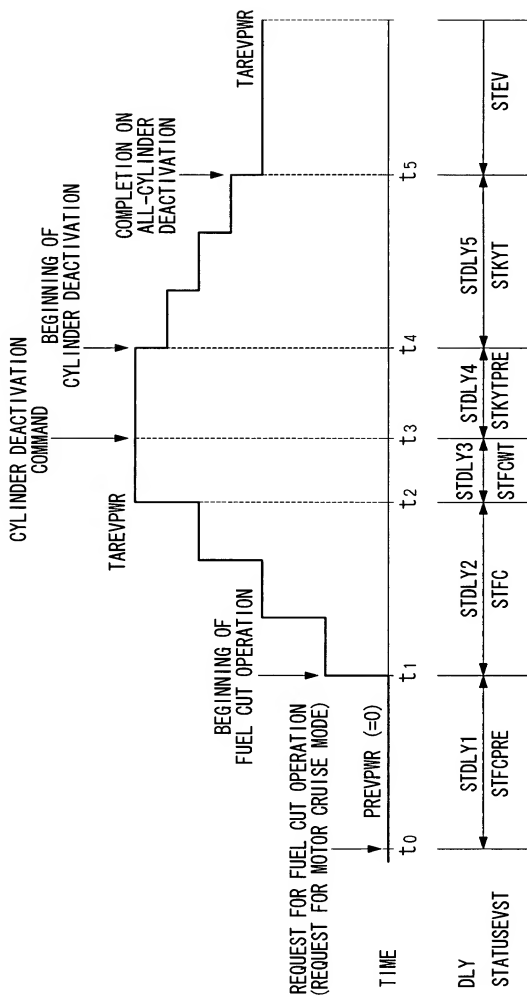 CYLINDER DEACTIVATION
COMMAND
BEGINNING OF
CYLINDER DEACTIVATION
COMPLETION ON
ALL-CYLINDER
DEACTIVATION
TAREVPWR
TAREVPWR
BEGINNING OF
FUEL CUT OPERATION
REQUEST FOR FUEL CUT OPERATION
(REQUEST FOR MOTOR CRUISE MODE)
PREVPWR (=0)
TIME t0 t1 t2 t3 t4 t5
DLY STDLY1 STDLY2 STDLY3 STDLY4 STDLY5
STATUSEVST STFCPRE STFC STFCWT STKYTPRE STKYT STEV